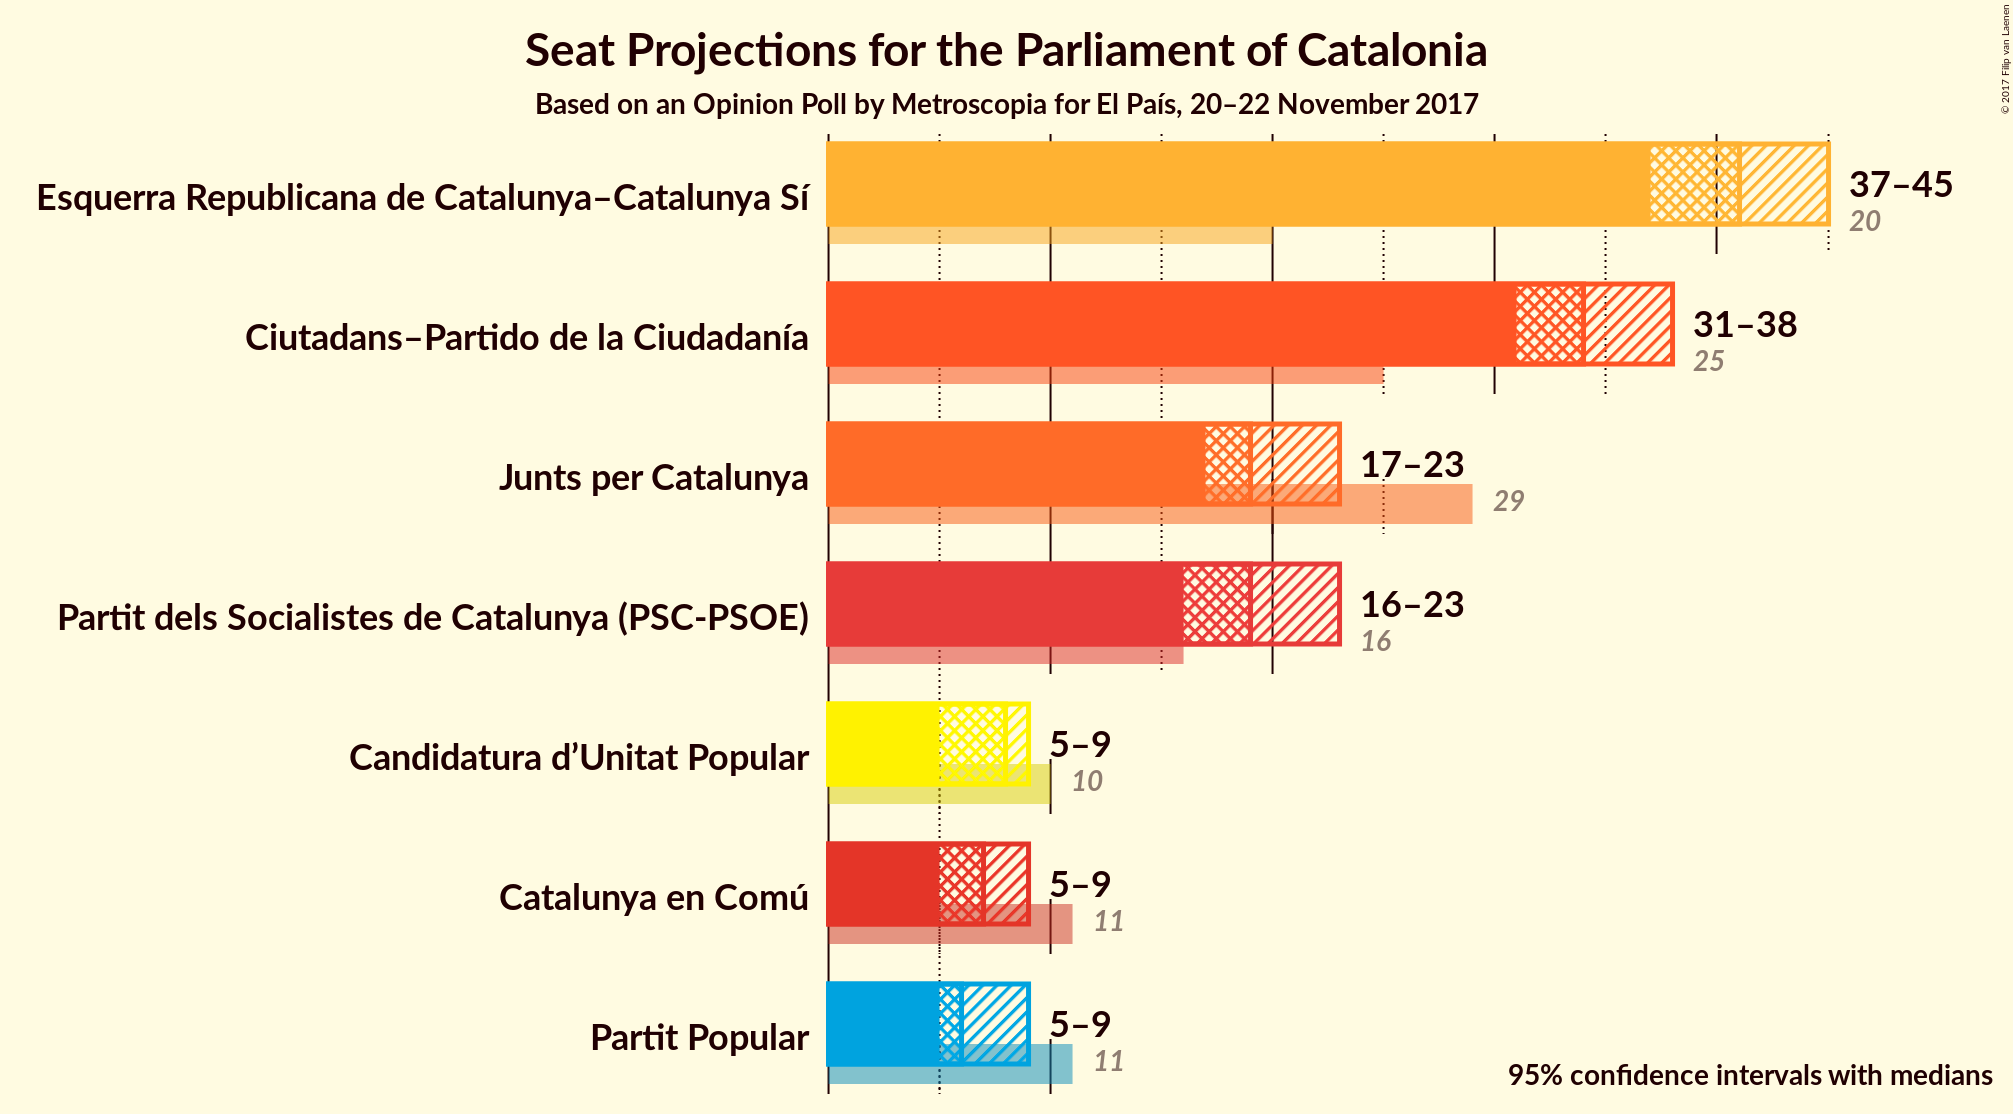 Seat Projections for the Parliament of Catalonia
Based on an Opinion Poll by Metroscopia for El País, 20–22 November 2017
© 2017 Filip van Laenen
Esquerra Republicana de Catalunya–Catalunya Sí
37–45
20
Ciutadans–Partido de la Ciudadanía
31–38
25
Junts per Catalunya
17–23
29
Partit dels Socialistes de Catalunya (PSC-PSOE)
16–23
16
Candidatura d’Unitat Popular
5–9
10
Catalunya en Comú
5–9
11
Partit Popular
5–9
11
95% confidence intervals with medians